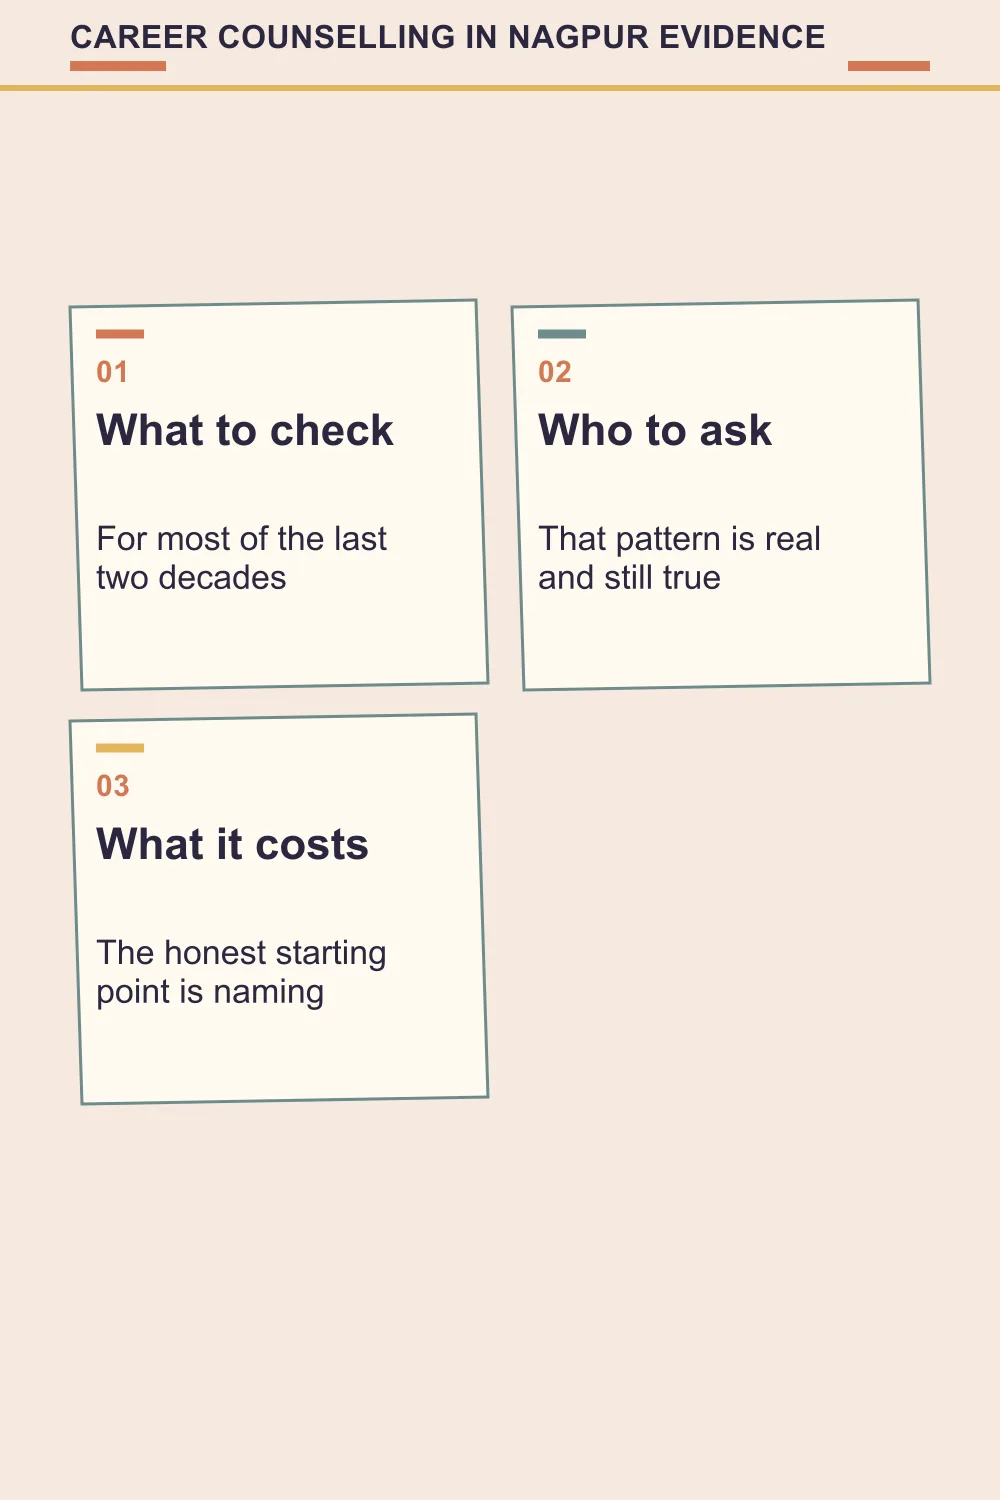 CAREER COUNSELLING IN NAGPUR EVIDENCE
01
What to check
For most of the last
two decades
02
Who to ask
That pattern is real
and still true
03
What it costs
The honest starting
point is naming